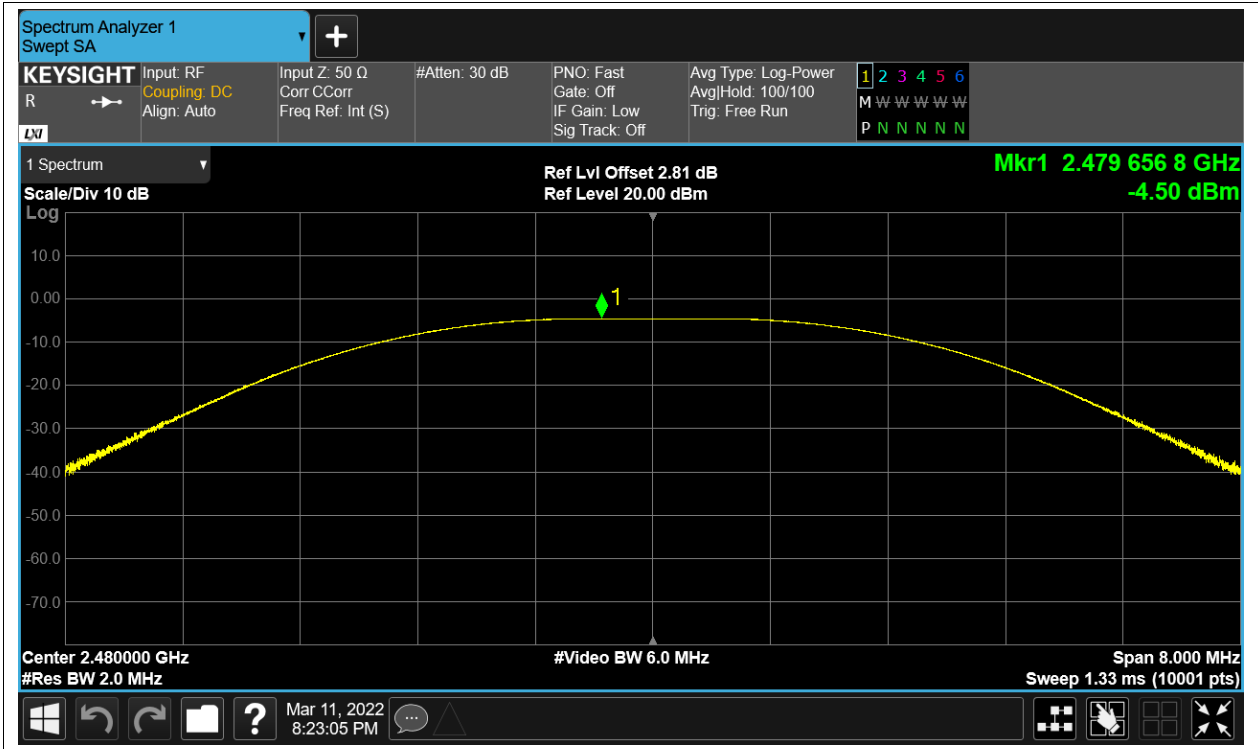 Spectrum Analyzer 1
Swept SA
KEYSIGHT
R
LXI
Input: RF
Coupling: DC
Align: Auto
Input Z: 50 Ω
Corr CCorr
Freq Ref: Int (S)
#Atten: 30 dB
PNO: Fast
Gate: Off
IF Gain: Low
Sig Track: Off
Avg Type: Log-Power
Avg|Hold: 100/100
Trig: Free Run
1 2 3 4 5 6
M W W W W W W
P N N N N N
1 Spectrum
Scale/Div 10 dB
Log
Ref Lvl Offset 2.81 dB
Ref Level 20.00 dBm
Mkr1 2.479 656 8 GHz
-4.50 dBm
10.0
0.00
-10.0
-20.0
-30.0
-40.0
-50.0
-60.0
-70.0
1
Center 2.480000 GHz
#Res BW 2.0 MHz
#Video BW 6.0 MHz
Span 8.000 MHz
Sweep 1.33 ms (10001 pts)
?
Mar 11, 2022
8:23:05 PM